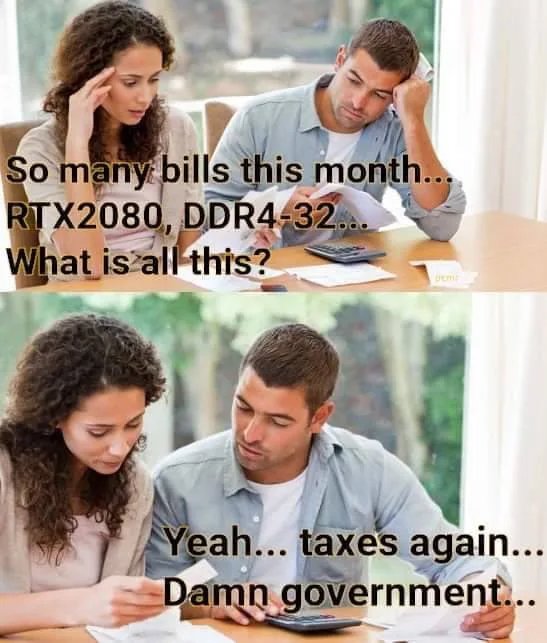 So many bills this month...
RTX2080, DDR4-32...
What is all this?
Yeah... taxes again...
Damn government...